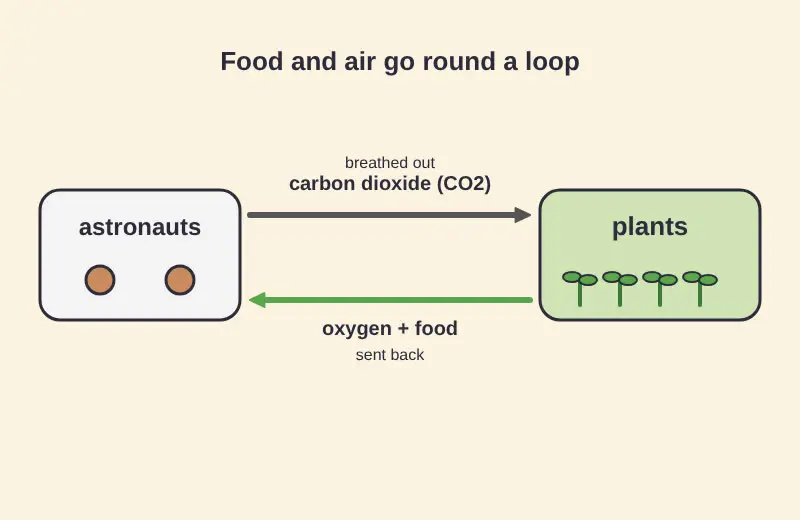 Food and air go round a loop
breathed out
carbon dioxide (CO2)
astronauts
plants
oxygen + food
sent back